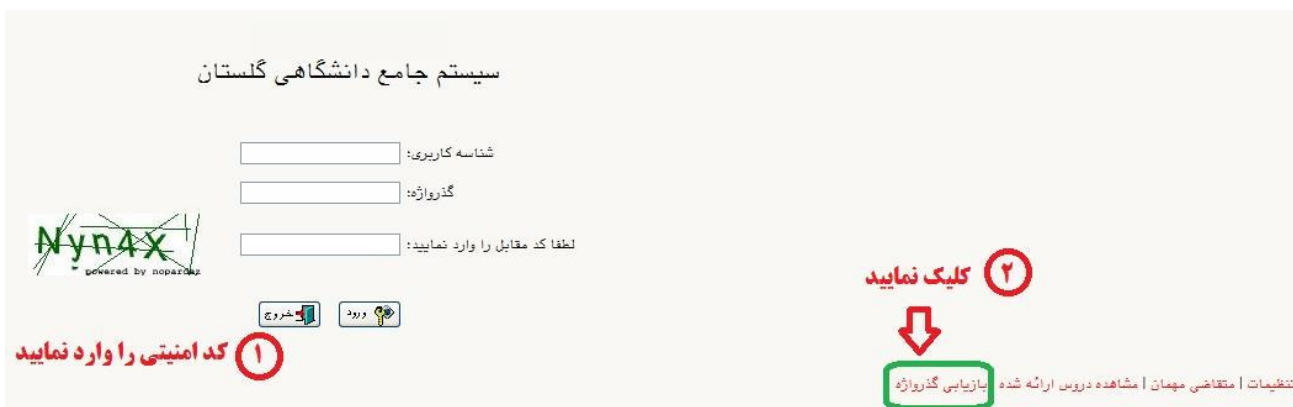 سیستم جامع دانشگاهی گلستان
شناسه کاربری:
گذرواژه:
لطفا کد مقابل را وارد نمایید:
Nyn4x
powered by nopardaz
ورود
خروج
۱ کد امنیتی را وارد نمایید
۲ کلیک نمایید
تنظیمات | متقاضی مهمان | مشاهده دروس ارائه شده بازیابی گذرواژه